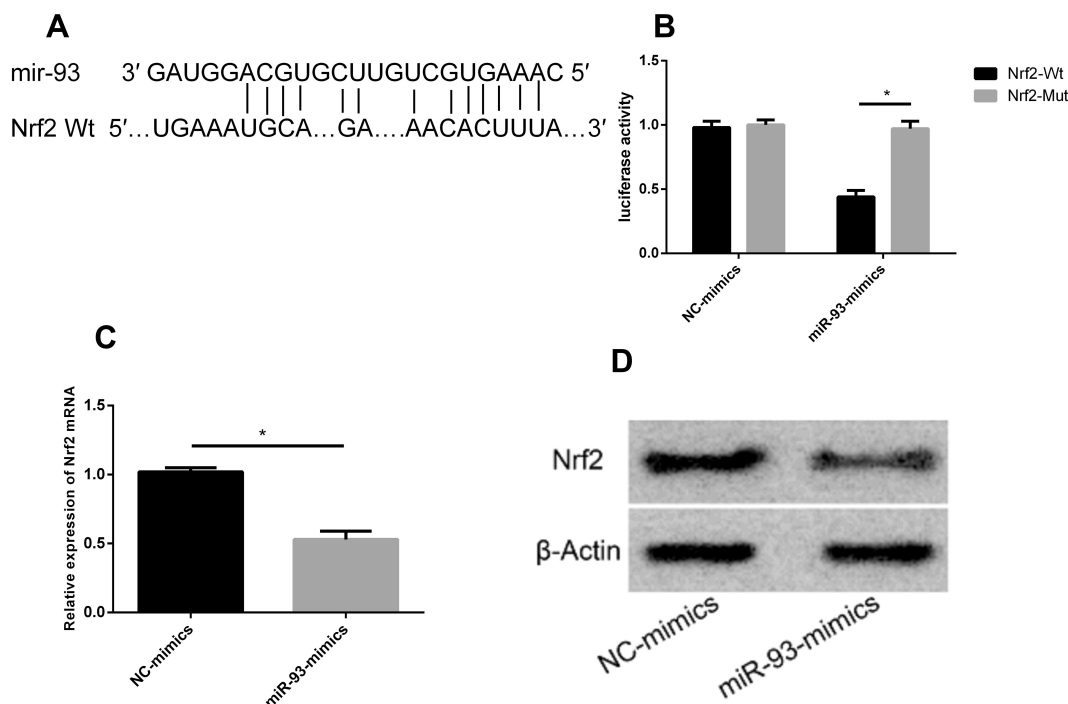 A
mir-93 3′ GAUGGACGUGCUUGUCGUGAAAC 5′
Nrf2 Wt 5′...UGAAAUGCA...GA....AACACUUUA...3′
B
luciferase activity
1.5
1.0
0.5
0.0
*
NC-mimics
miR-93-mimics
Nrf2-Wt
Nrf2-Mut
C
Relative expression of Nrf2 mRNA
1.5
1.0
0.5
0.0
*
NC-mimics
miR-93-mimics
D
Nrf2
β-Actin
NC-mimics
miR-93-mimics